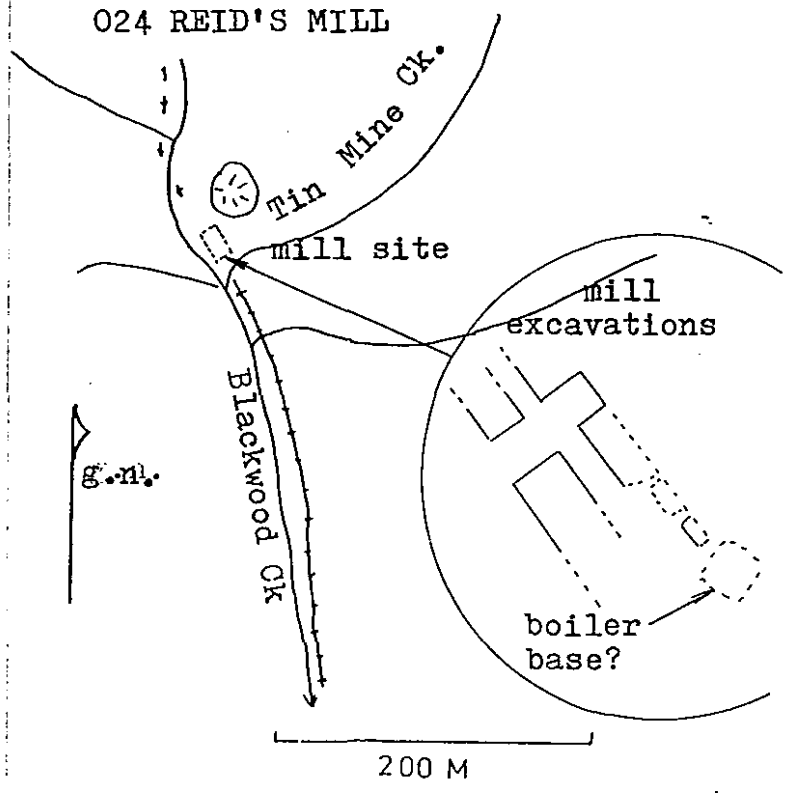 024 REID'S MILL
Tin Mine Ck.
mill site
mill
excavations
Blackwood Ck
g.m.
boiler
base?
200 M